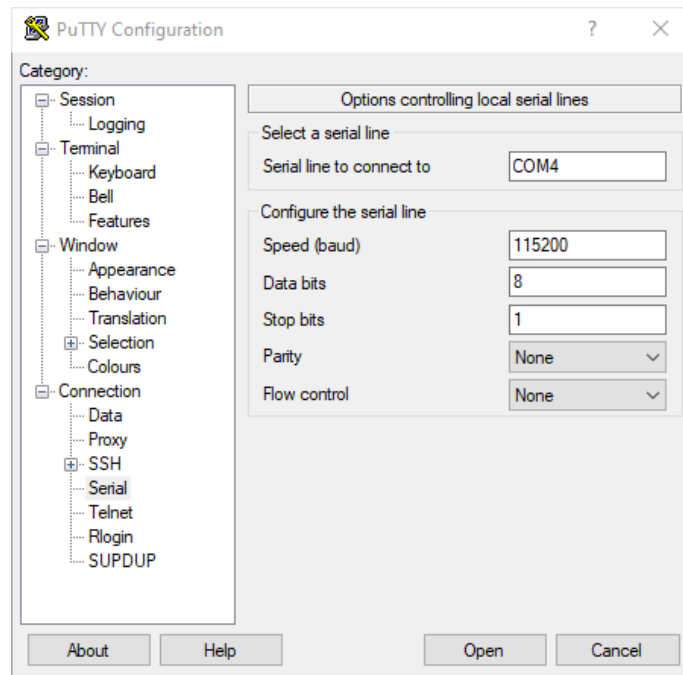 PuTTY Configuration
?
Category:
Session
Logging
Terminal
Keyboard
Bell
Features
Window
Appearance
Behaviour
Translation
Selection
Colours
Connection
Data
Proxy
SSH
Serial
Telnet
Rlogin
SUPDUP
Options controlling local serial lines
Select a serial line
Serial line to connect to COM4
Configure the serial line
Speed (baud) 115200
Data bits 8
Stop bits 1
Parity None
Flow control None
About Help Open Cancel